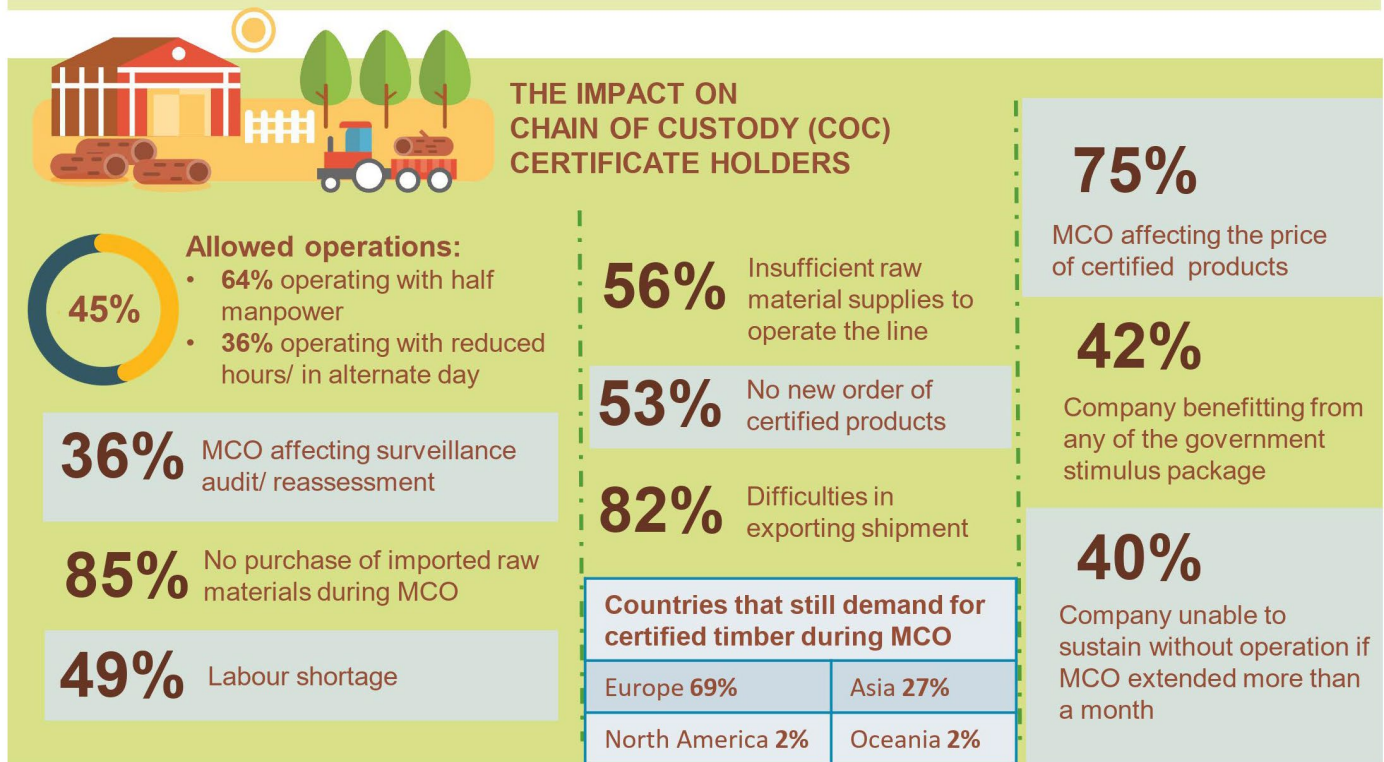 THE IMPACT ON
CHAIN OF CUSTODY (COC)
CERTIFICATE HOLDERS
45%
Allowed operations:
• 64% operating with half
manpower
• 36% operating with reduced
hours/ in alternate day
36%
MCO affecting surveillance
audit/ reassessment
85%
No purchase of imported raw
materials during MCO
49%
Labour shortage
56%
Insufficient raw
material supplies to
operate the line
53%
No new order of
certified products
82%
Difficulties in
exporting shipment
Countries that still demand for
certified timber during MCO
Europe 69%
Asia 27%
North America 2%
Oceania 2%
75%
MCO affecting the price
of certified products
42%
Company benefitting from
any of the government
stimulus package
40%
Company unable to
sustain without operation if
MCO extended more than
a month